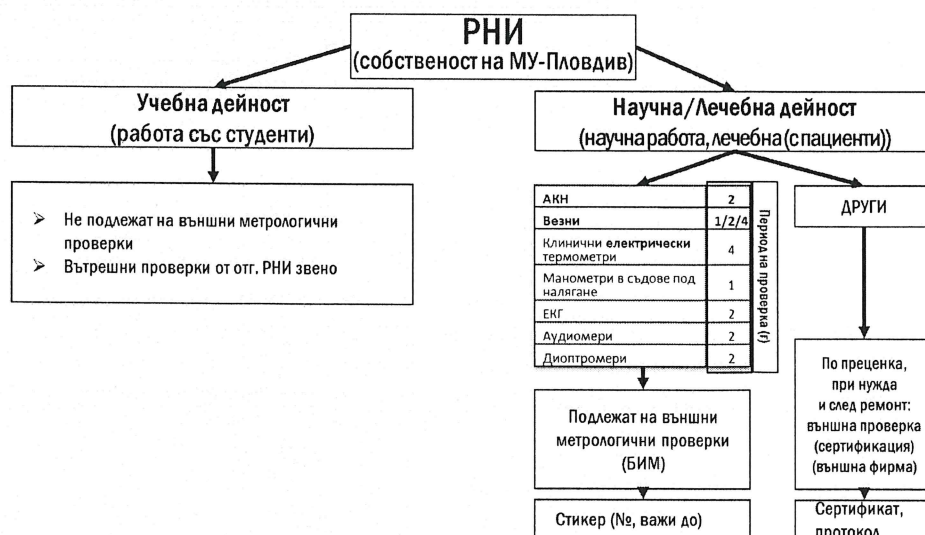 РНИ
(собственост на МУ-Пловдив)
Учебна дейност
(работа със студенти)
Не подлежат на външни метрологични
проверки
Вътрешни проверки от отг. РНИ звено
Научна/Лечебна дейност
(научна работа, лечебна (с пациенти))
АКН 2
Везни 1/2/4
Клинични електрически
термометри 4
Манометри в съдове под
налягане 1
ЕКГ 2
Аудиомери 2
Диоптромери 2
Период на проверка (г)
Подлежат на външни
метрологични проверки
(БИМ)
Стикер (№, важи до)
ДРУГИ
По преценка,
при нужда
и след ремонт:
външна проверка
(сертификация)
(външна фирма)
Сертификат,
протокол